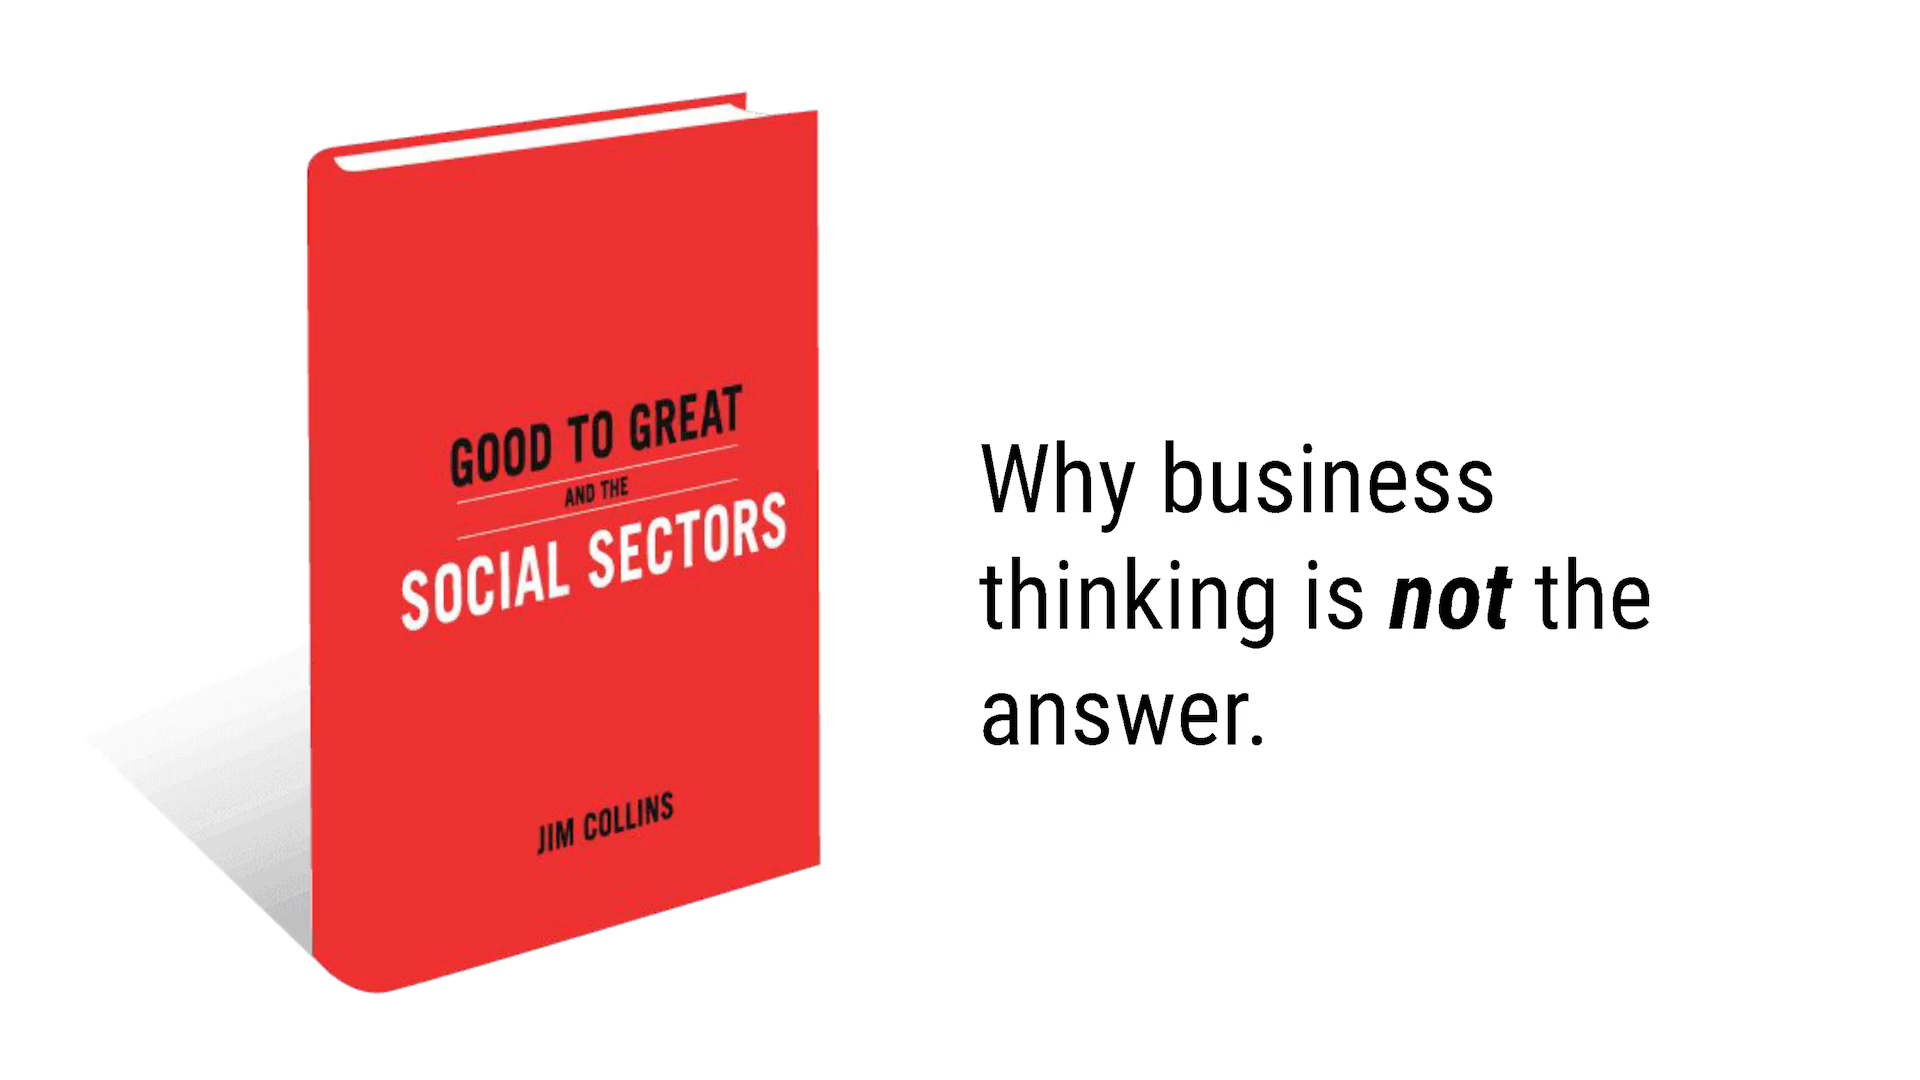 GOOD TO GREAT
AND THE
SOCIAL SECTORS
JIM COLLINS
Why business
thinking is not the
answer.